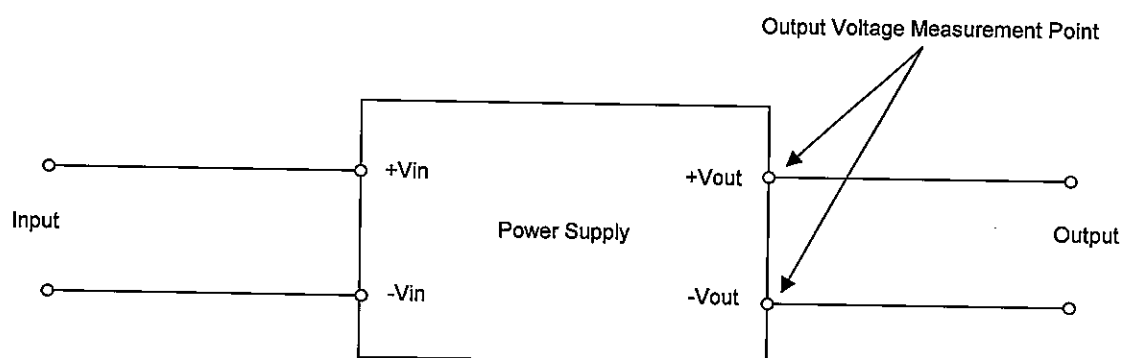 Output Voltage Measurement Point
+Vin
+Vout
Input
Power Supply
Output
-Vin
-Vout